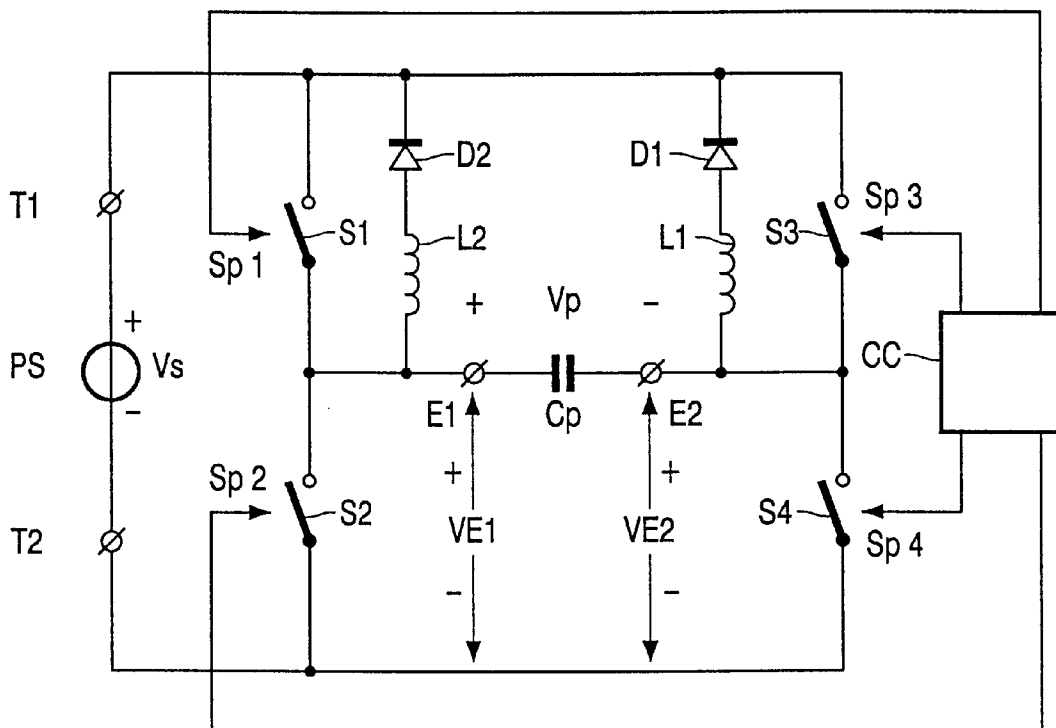 D2
D1
T1
Sp 3
S1
L2
L1
S3
Sp 1
+
Vp
−
+
PS
Vs
CC
−
E1
Cp
E2
Sp 2
+
+
S2
S4
VE1
VE2
T2
Sp 4
−
−